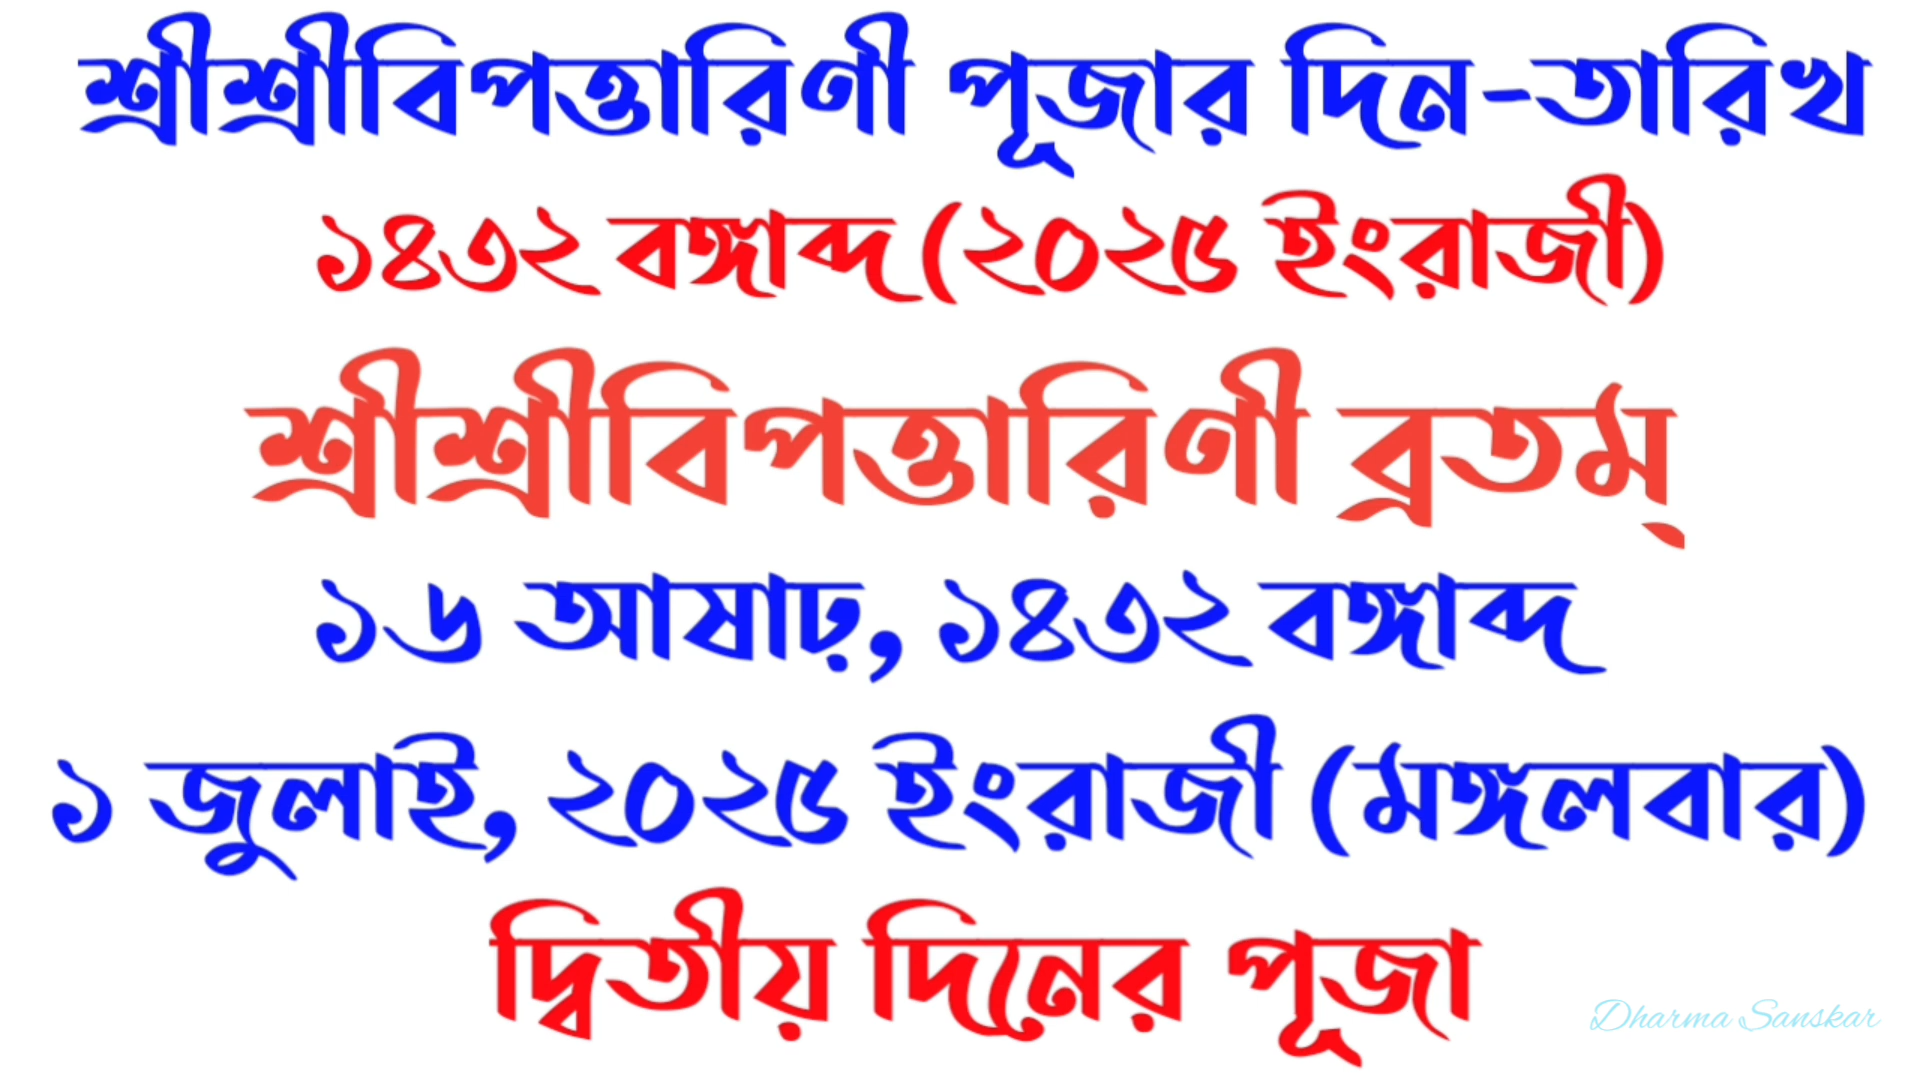 শ্রীশ্রীবিপত্তারিণী পূজার দিন-তারিখ
১৪৩২ বঙ্গাব্দ (২০২৫ ইংরাজী)
শ্রীশ্রীবিপত্তারিণী ব্রতম্
১৬ আষাঢ়, ১৪৩২ বঙ্গাব্দ
১ জুলাই, ২০২৫ ইংরাজী (মঙ্গলবার)
দ্বিতীয় দিনের পূজা
Dharma Sanskar